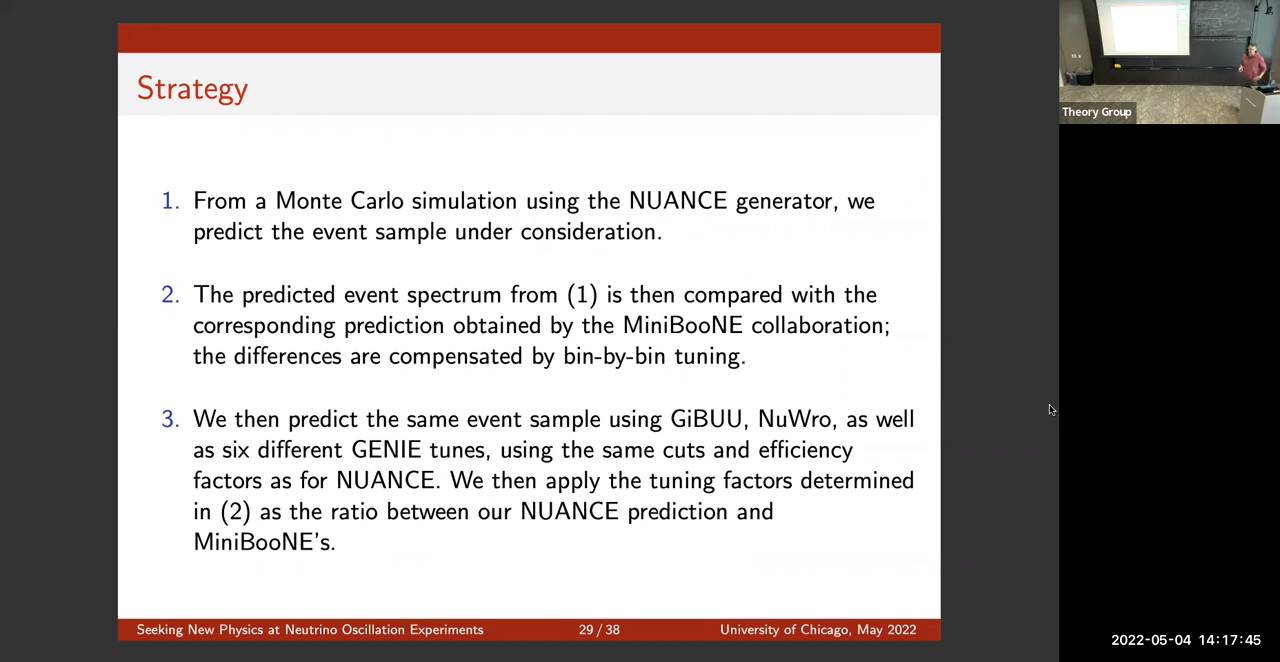 Strategy
1. From a Monte Carlo simulation using the NUANCE generator, we
predict the event sample under consideration.
2. The predicted event spectrum from (1) is then compared with the
corresponding prediction obtained by the MiniBooNE collaboration;
the differences are compensated by bin-by-bin tuning.
3. We then predict the same event sample using GiBUU, NuWro, as well
as six different GENIE tunes, using the same cuts and efficiency
factors as for NUANCE. We then apply the tuning factors determined
in (2) as the ratio between our NUANCE prediction and
MiniBooNE's.
Seeking New Physics at Neutrino Oscillation Experiments 29 / 38 University of Chicago, May 2022
Theory Group
2022-05-04 14:17:45